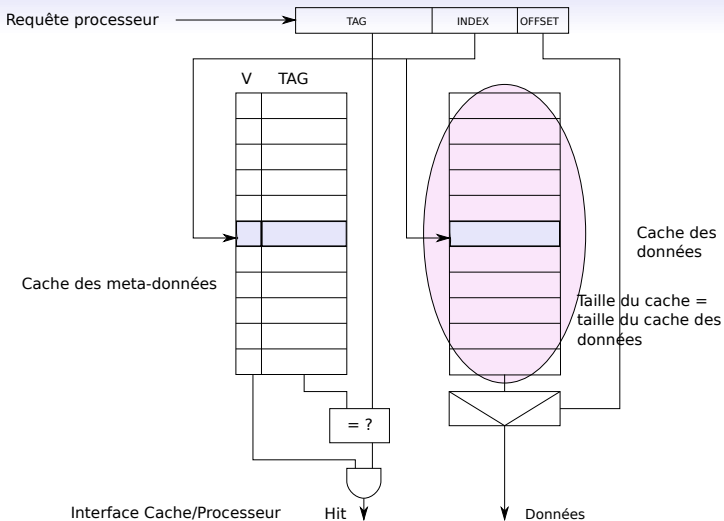 Requête processeur
TAG
INDEX
OFFSET
V
TAG
Cache des
données
Cache des meta-données
Taille du cache =
taille du cache des
données
= ?
Interface Cache/Processeur
Hit
Données